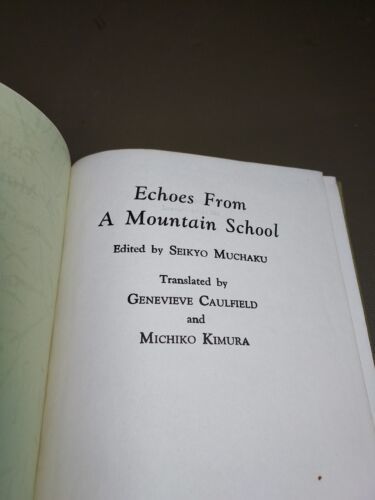 Echoes From
A Mountain School
Edited by SEIKYO MUCHAKU
Translated by
GENEVIEVE CAULFIELD
and
MICHIKO KIMURA